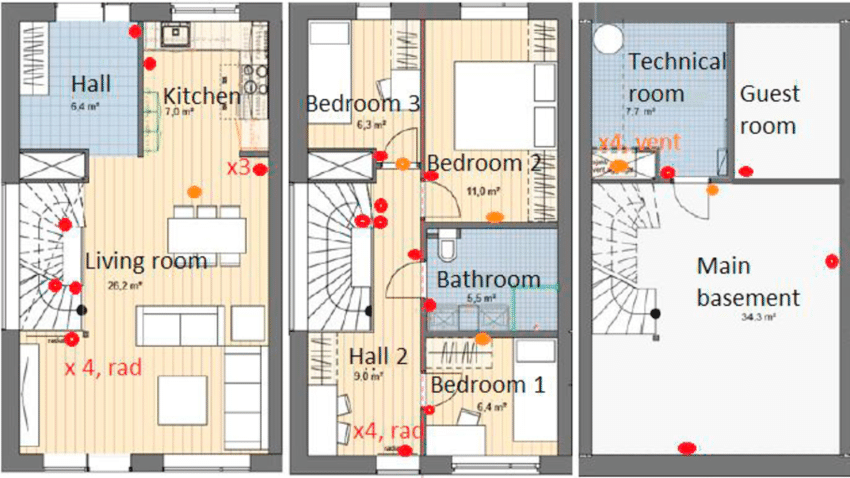 Hall
6,4 m²
Kitchen
7,0 m²
x3
Living room
26,2 m²
x 4, rad
Bedroom 3
6,3 m²
Bedroom 2
11,0 m²
Bathroom
5,5 m²
Hall 2
9,0 m²
Bedroom 1
6,4 m²
x4, rad
Technical
room
7,7 m²
Guest
room
x4, vent
Main
basement
34,3 m²